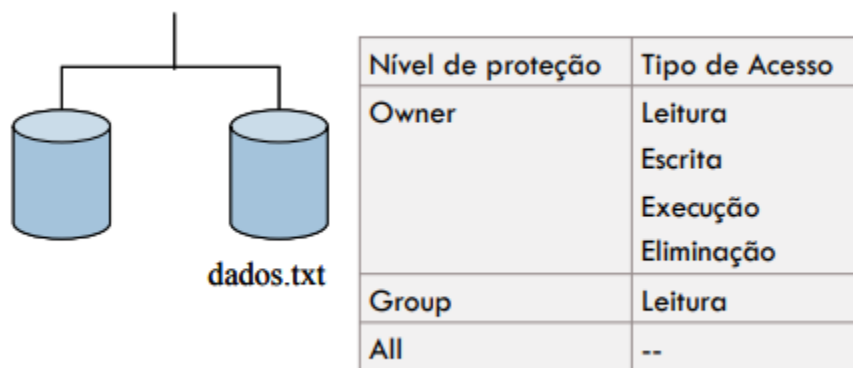 dados.txt
Nível de proteção Tipo de Acesso
Owner Leitura
Escrita
Execução
Eliminação
Group Leitura
All --